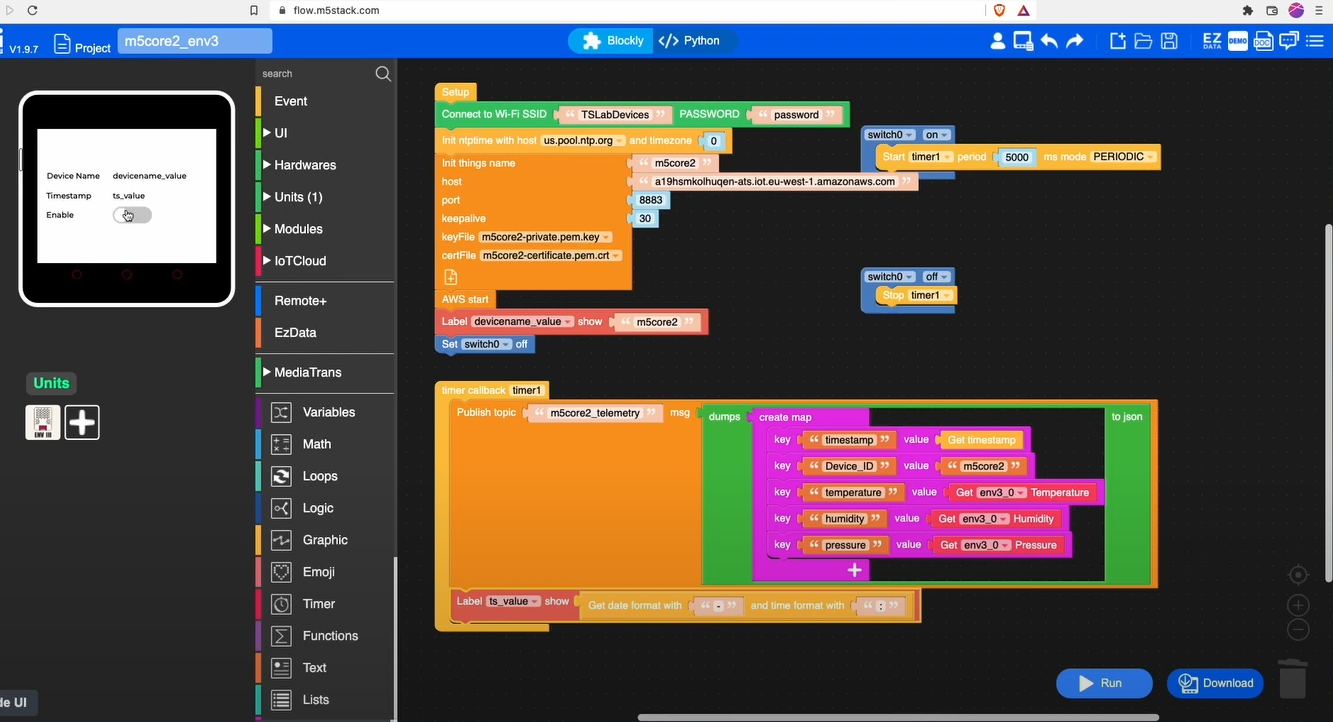 flow.m5stack.com
V1.9.7
Project
m5core2_env3
Blockly
</> Python
EZ DATA
DEMO
DOC
Device Name devicename_value
Timestamp ts_value
Enable
Units
ENV III
de UI
search
Event
UI
Hardwares
Units (1)
Modules
IoTCloud
Remote+
EzData
MediaTrans
Variables
Math
Loops
Logic
Graphic
Emoji
Timer
Functions
Text
Lists
Setup
Connect to Wi-Fi SSID “ TSLabDevices ” PASSWORD “ password ”
Init ntptime with host us.pool.ntp.org and timezone 0
Init things name “ m5core2 ”
host “ a19hsmkolhuqen-ats.iot.eu-west-1.amazonaws.com ”
port 8883
keepalive 30
keyFile m5core2-private.pem.key
certFile m5core2-certificate.pem.crt
AWS start
Label devicename_value show “ m5core2 ”
Set switch0 off
switch0 on
Start timer1 period 5000 ms mode PERIODIC
switch0 off
Stop timer1
timer callback timer1
Publish topic “ m5core2_telemetry ” msg dumps create map to json
key “ timestamp ” value Get timestamp
key “ Device_ID ” value “ m5core2 ”
key “ temperature ” value Get env3_0 Temperature
key “ humidity ” value Get env3_0 Humidity
key “ pressure ” value Get env3_0 Pressure
Label ts_value show Get date format with “ - ” and time format with “ : ”
Run
Download